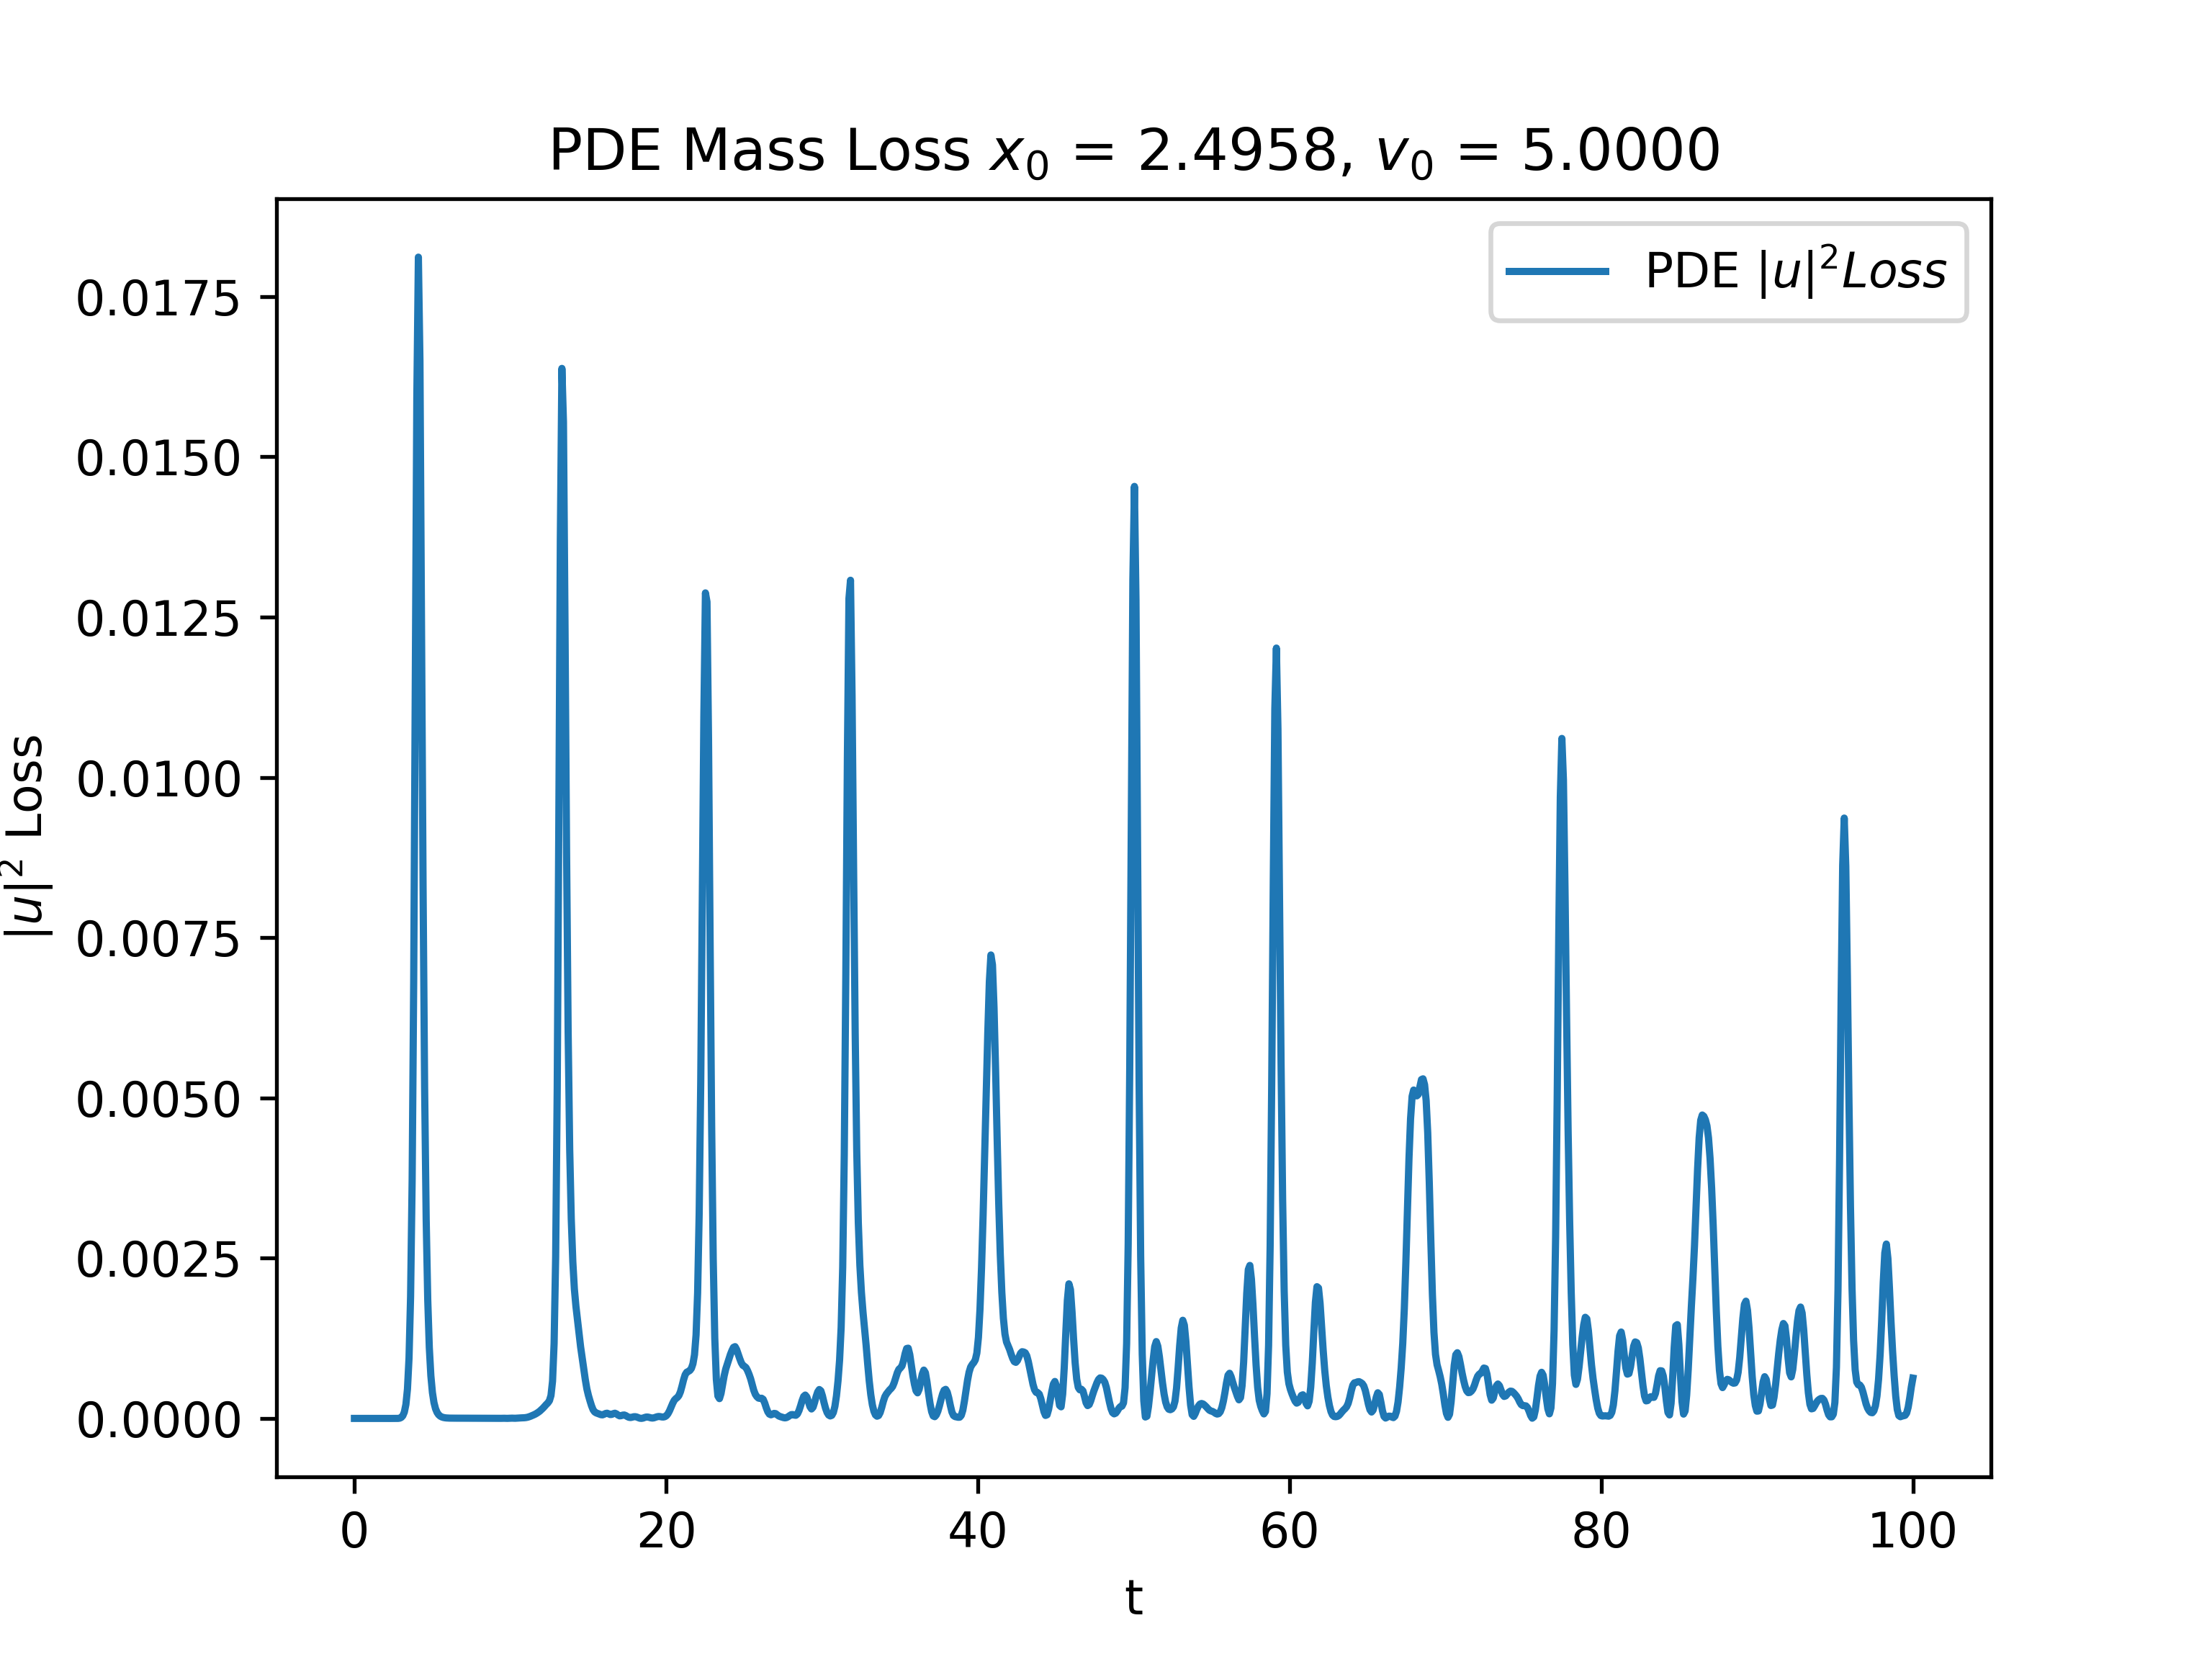 PDE Mass Loss x₀ = 2.4958, v₀ = 5.0000
PDE |u|²Loss
0.0175
0.0150
0.0125
0.0100
0.0075
0.0050
0.0025
0.0000
|u|² Loss
0 20 40 60 80 100
t